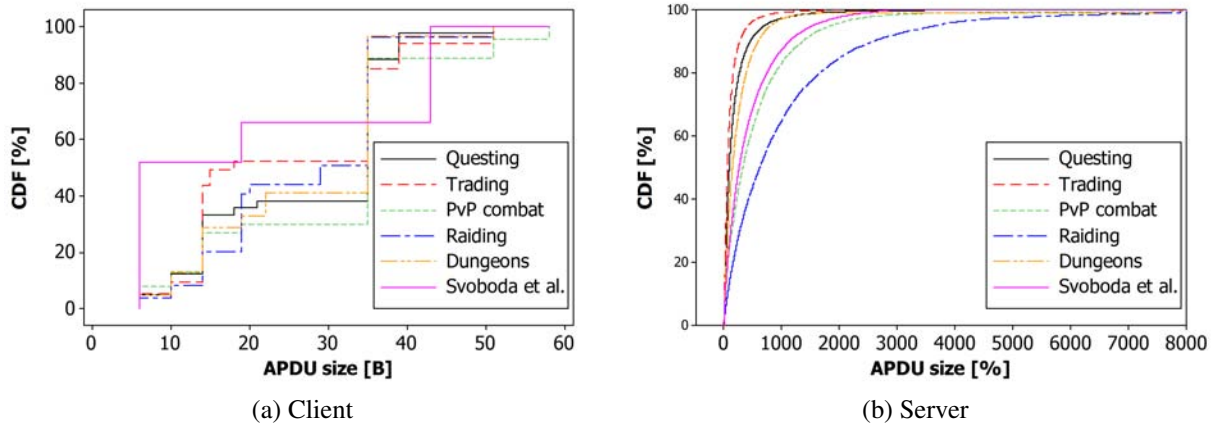 CDF [%]
100
80
60
40
20
0
Questing
Trading
PvP combat
Raiding
Dungeons
Svoboda et al.
0 10 20 30 40 50 60
APDU size [B]
(a) Client
CDF [%]
100
80
60
40
20
0
Questing
Trading
PvP combat
Raiding
Dungeons
Svoboda et al.
0 1000 2000 3000 4000 5000 6000 7000 8000
APDU size [%]
(b) Server